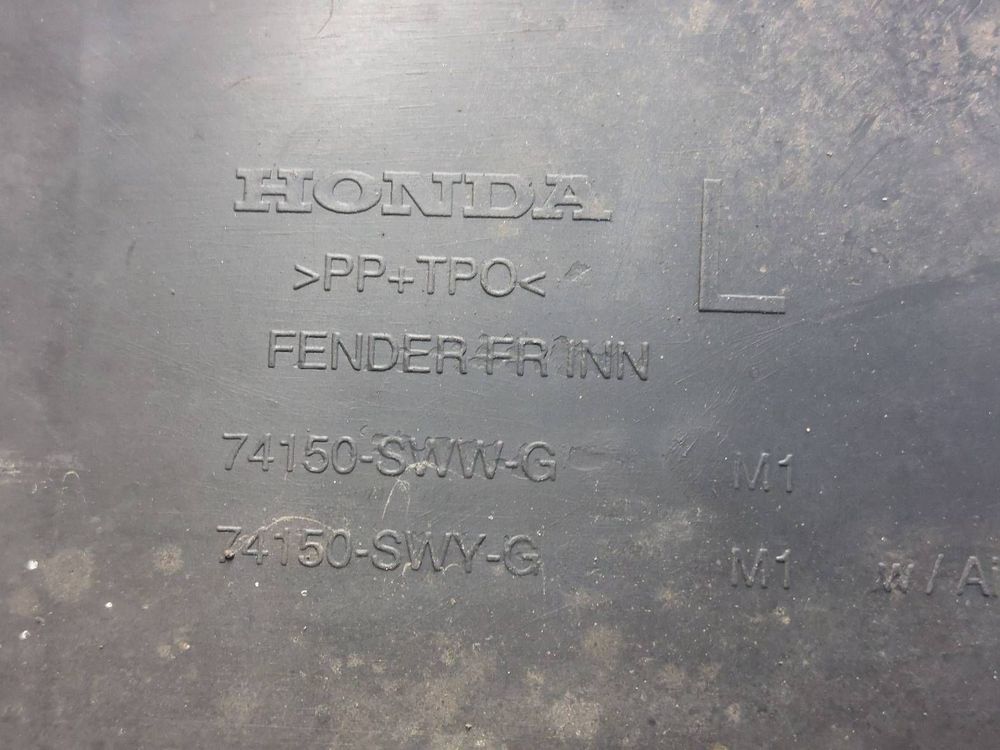 HONDA
L
>PP+TPO<
FENDER FR INN
74150-SWW-G M1
74150-SWY-G M1 w/